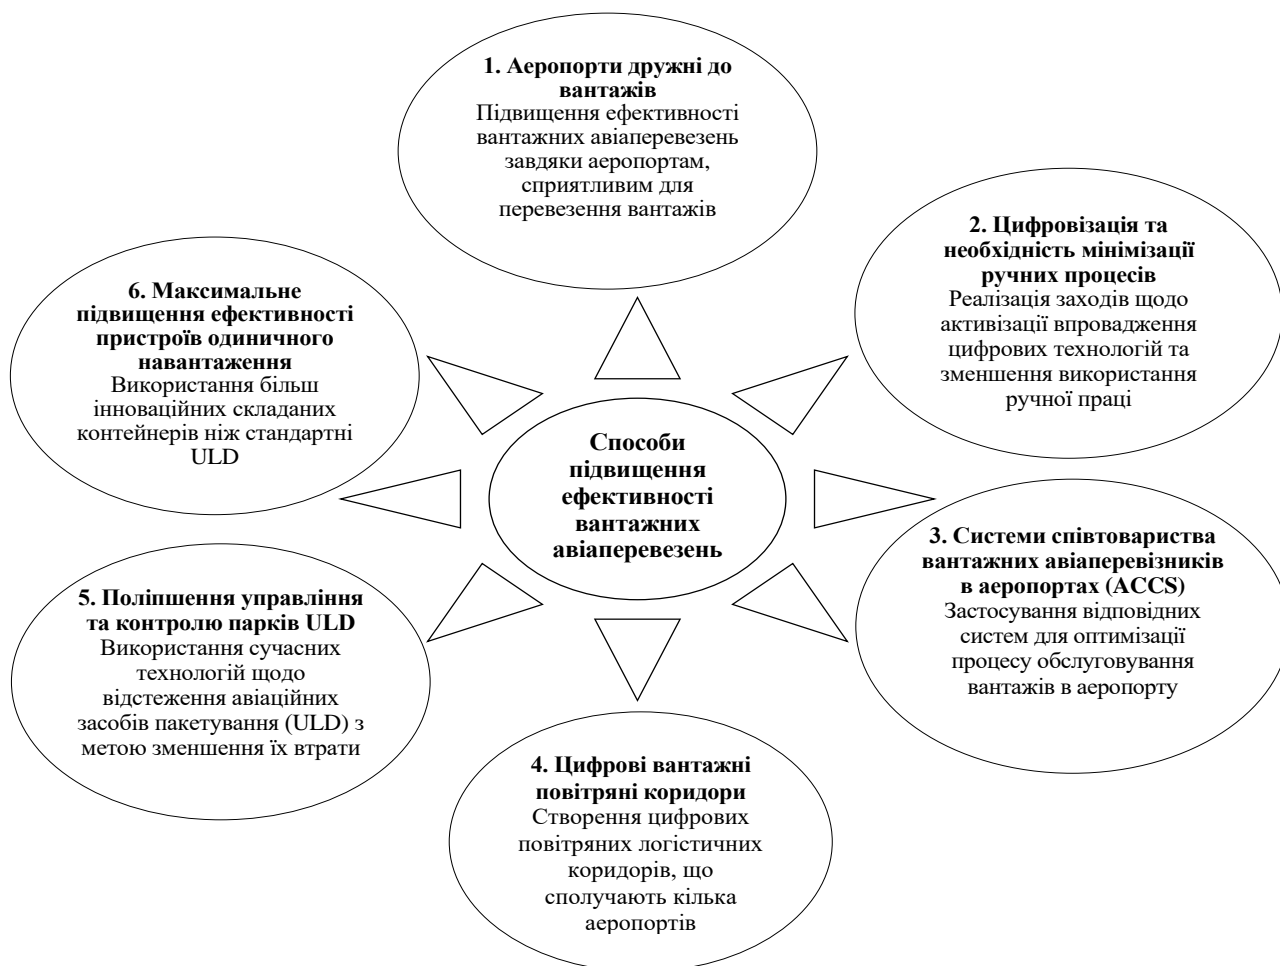 1. Аеропорти дружні до
вантажів
Підвищення ефективності
вантажних авіаперевезень
завдяки аеропортам,
сприятливим для
перевезення вантажів
2. Цифровізація та
необхідність мінімізації
ручних процесів
Реалізація заходів щодо
активізації впровадження
цифрових технологій та
зменшення використання
ручної праці
3. Системи співтовариства
вантажних авіаперевізників
в аеропортах (ACCS)
Застосування відповідних
систем для оптимізації
процесу обслуговування
вантажів в аеропорту
4. Цифрові вантажні
повітряні коридори
Створення цифрових
повітряних логістичних
коридорів, що
сполучають кілька
аеропортів
5. Поліпшення управління
та контролю парків ULD
Використання сучасних
технологій щодо
відстеження авіаційних
засобів пакетування (ULD) з
метою зменшення їх втрати
6. Максимальне
підвищення ефективності
пристроїв одиничного
навантаження
Використання більш
інноваційних складаних
контейнерів ніж стандартні
ULD
Способи
підвищення
ефективності
вантажних
авіаперевезень